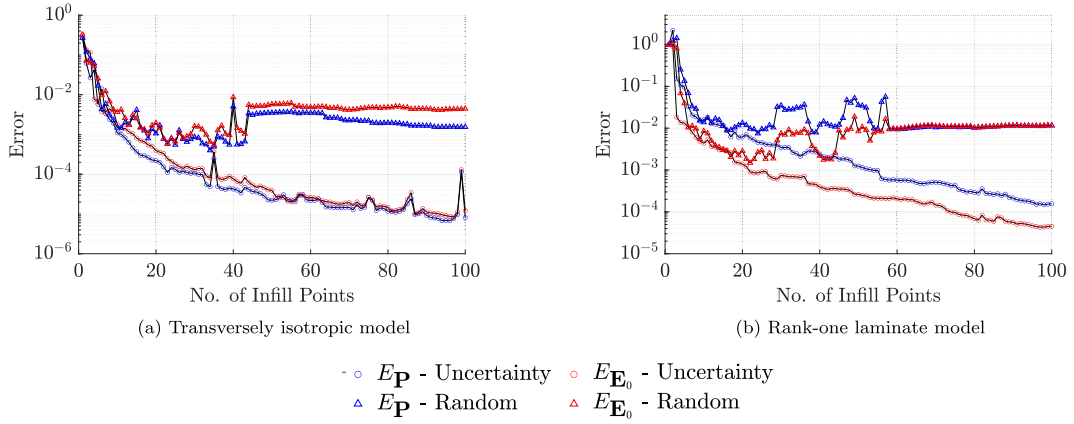 10^0
10^-2
10^-4
10^-6
Error
0 20 40 60 80 100
No. of Infill Points
(a) Transversely isotropic model
10^0
10^-1
10^-2
10^-3
10^-4
10^-5
Error
0 20 40 60 80 100
No. of Infill Points
(b) Rank-one laminate model
E_P - Uncertainty
E_E_0 - Uncertainty
E_P - Random
E_E_0 - Random